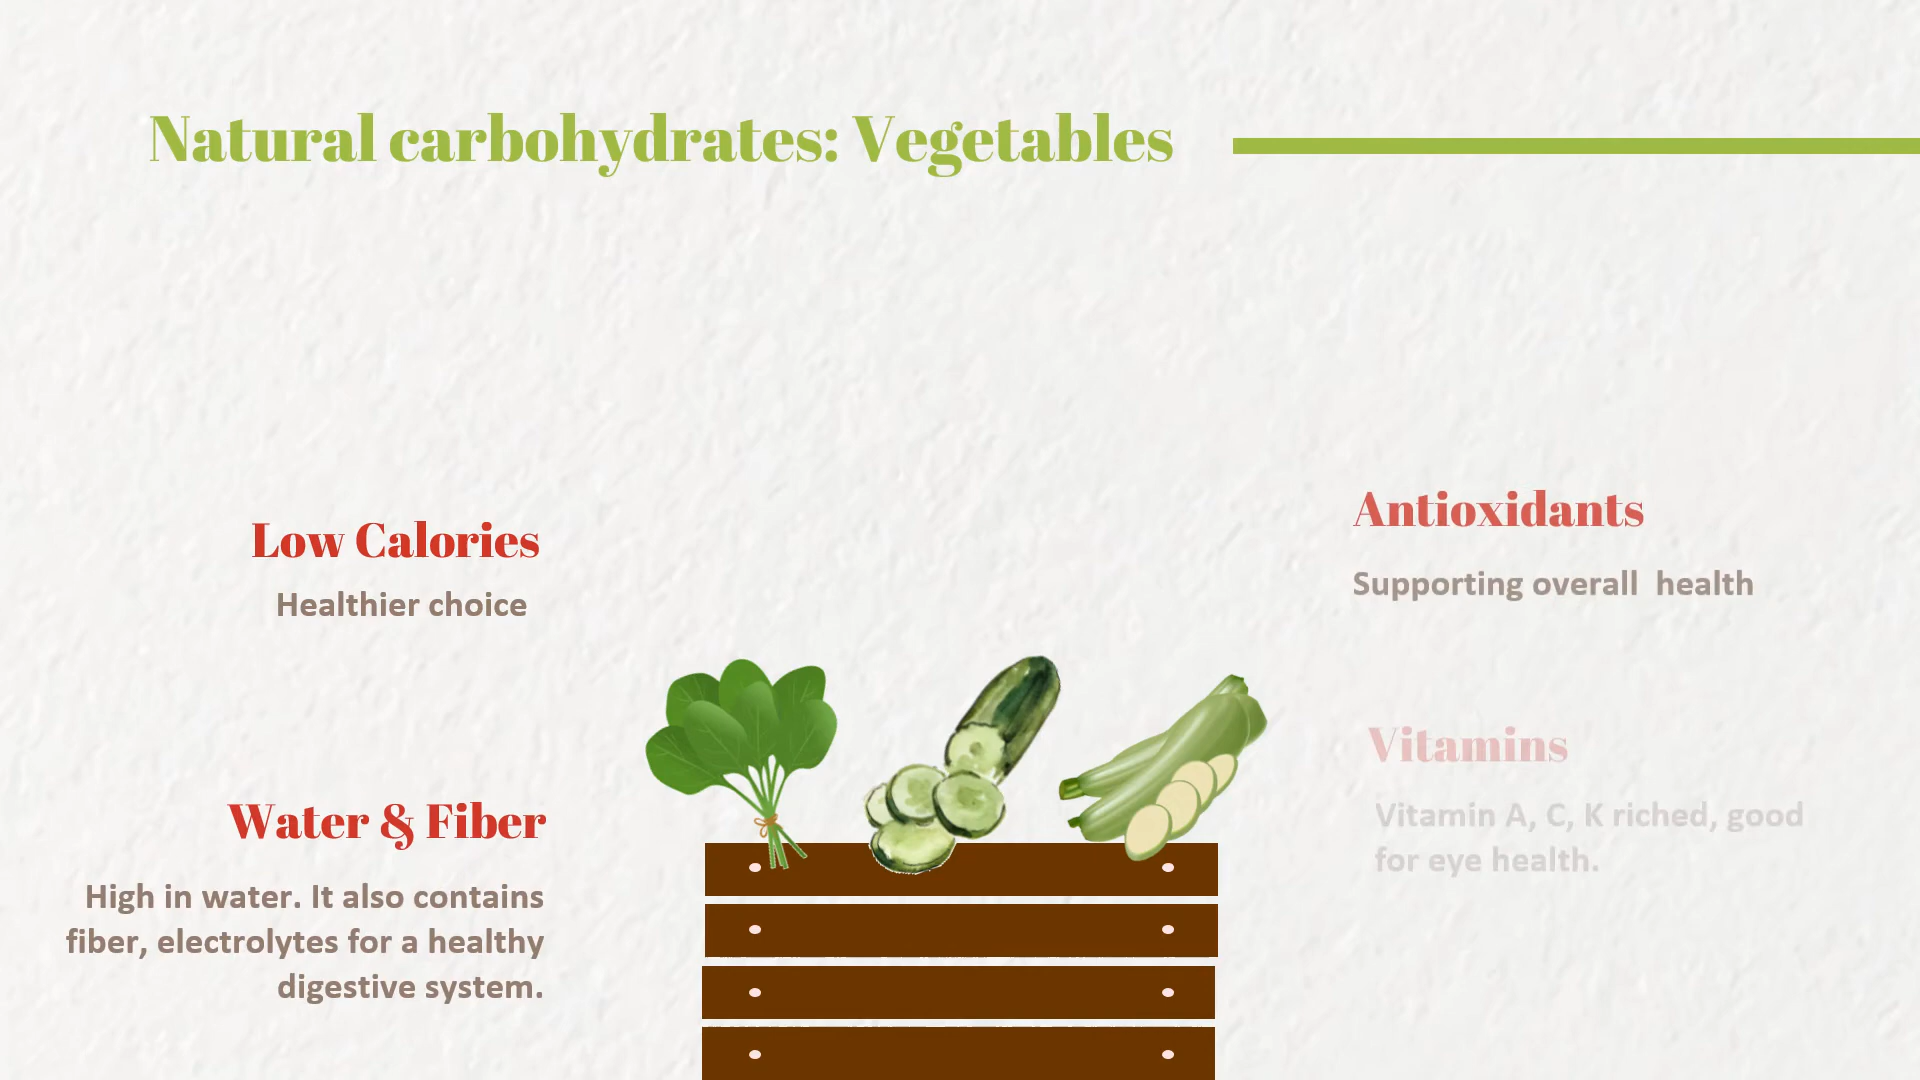 Natural carbohydrates: Vegetables
Low Calories
Healthier choice
Water & Fiber
High in water. It also contains
fiber, electrolytes for a healthy
digestive system.
Antioxidants
Supporting overall health
Vitamins
Vitamin A, C, K riched, good
for eye health.